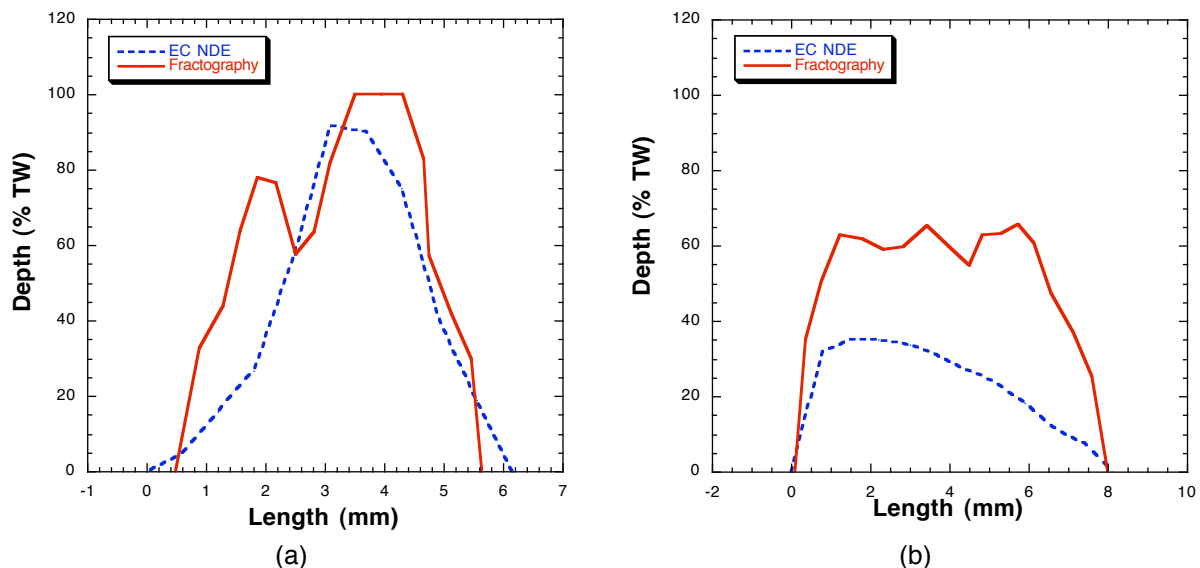 120
100
80
60
40
20
0
Depth (% TW)
EC NDE
Fractography
-1 0 1 2 3 4 5 6 7
Length (mm)
(a)
120
100
80
60
40
20
0
Depth (% TW)
EC NDE
Fractography
-2 0 2 4 6 8 10
Length (mm)
(b)